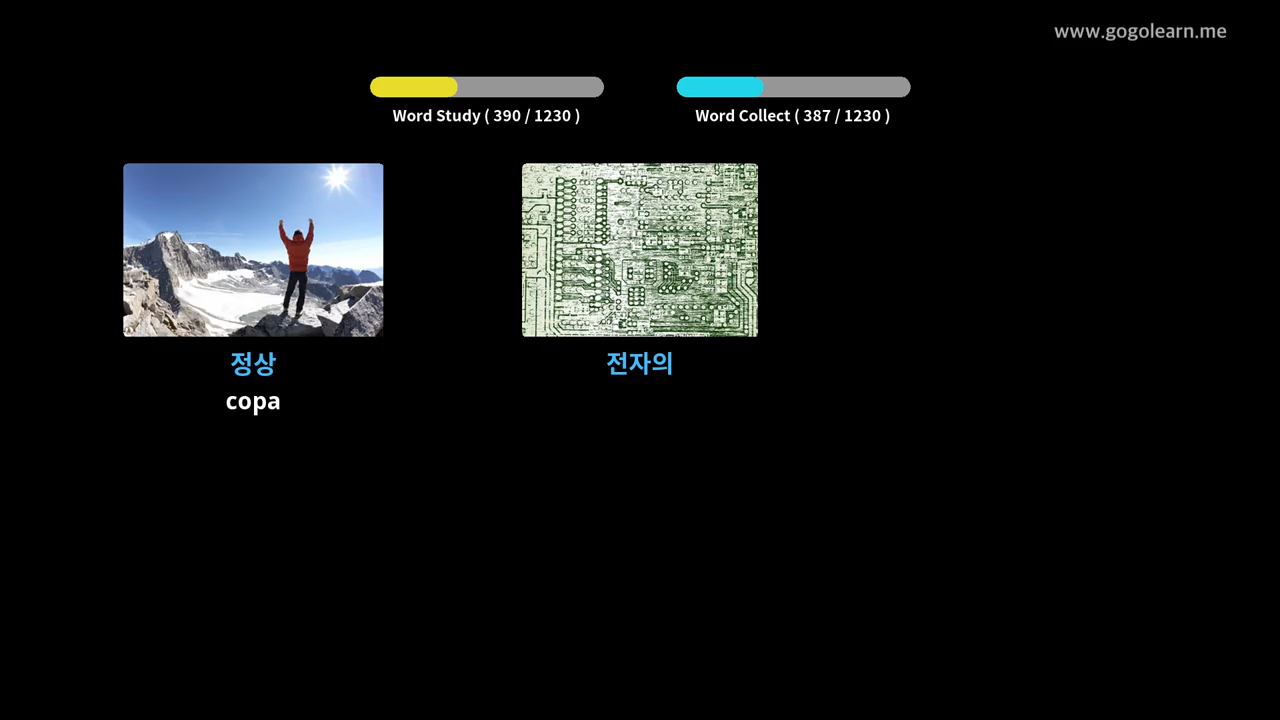 www.gogolearn.me
Word Study ( 390 / 1230 )
Word Collect ( 387 / 1230 )
정상
copa
전자의